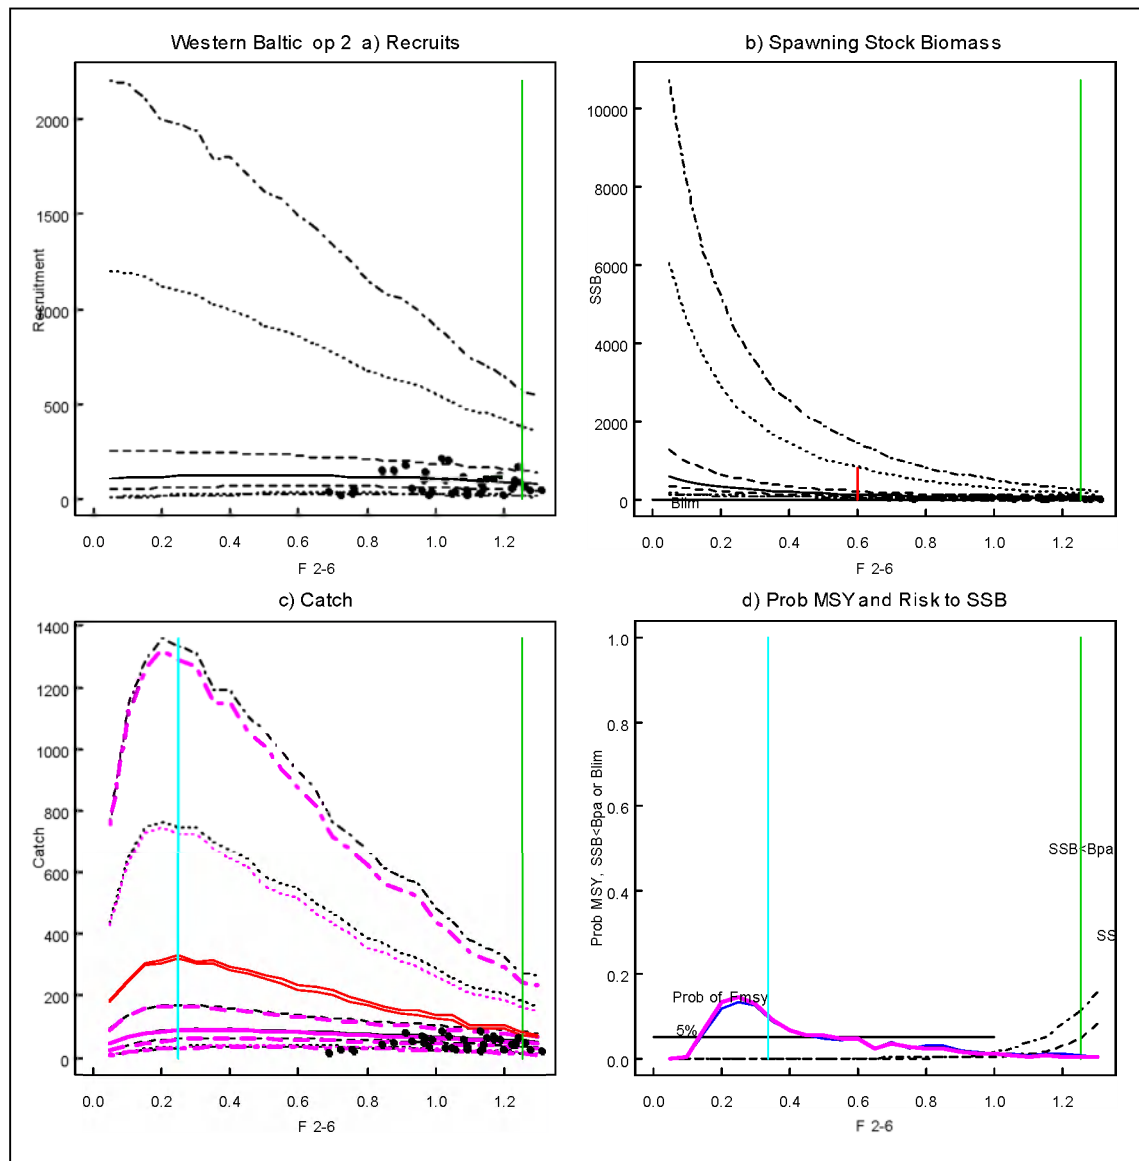 Western Baltic op 2 a) Recruits
Recruitment
2000
1500
1000
500
0
0.0 0.2 0.4 0.6 0.8 1.0 1.2
F 2-6
b) Spawning Stock Biomass
SSB
10000
8000
6000
4000
2000
0
Blim
0.0 0.2 0.4 0.6 0.8 1.0 1.2
F 2-6
c) Catch
Catch
1400
1200
1000
800
600
400
200
0
0.0 0.2 0.4 0.6 0.8 1.0 1.2
F 2-6
d) Prob MSY and Risk to SSB
Prob MSY, SSB<Bpa or Blim
1.0
0.8
0.6
0.4
0.2
0.0
SSB<Bpa
SS
Prob of Fmsy
5%
0.0 0.2 0.4 0.6 0.8 1.0 1.2
F 2-6